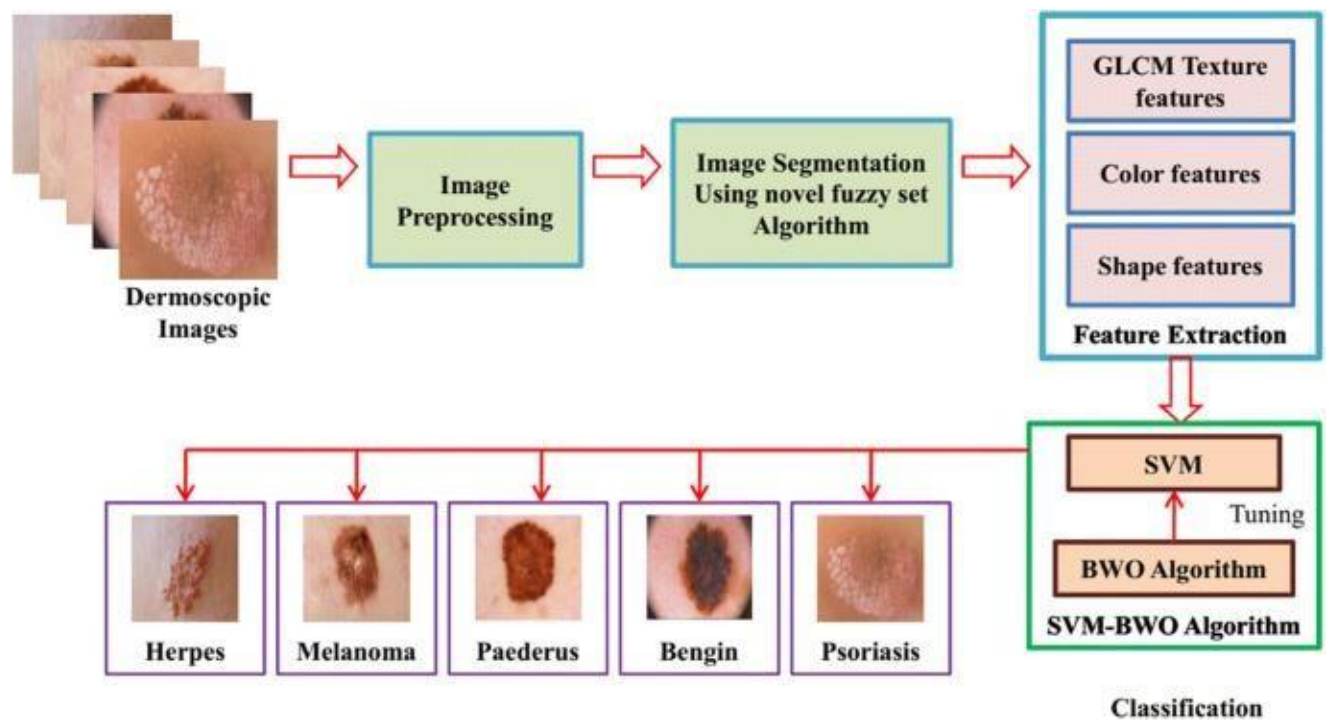 Dermoscopic
Images
Image
Preprocessing
Image Segmentation
Using novel fuzzy set
Algorithm
GLCM Texture
features
Color features
Shape features
Feature Extraction
SVM
Tuning
BWO Algorithm
SVM-BWO Algorithm
Classification
Herpes
Melanoma
Paederus
Bengin
Psoriasis